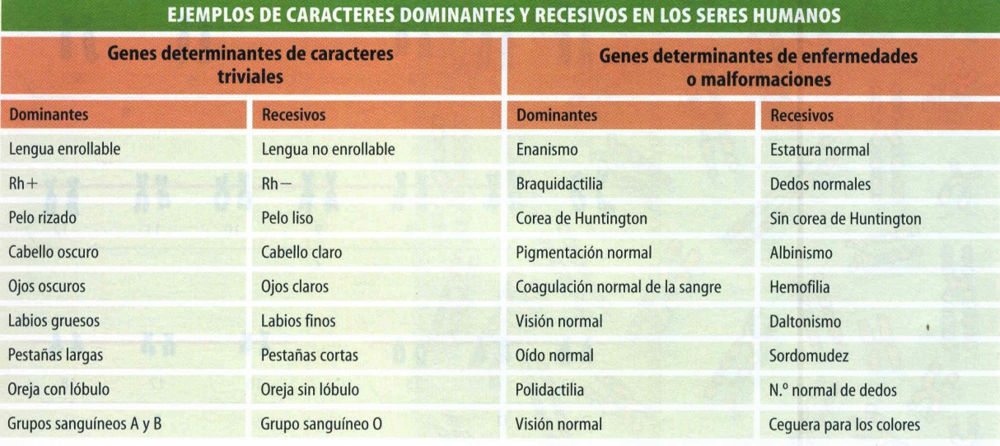 EJEMPLOS DE CARACTERES DOMINANTES Y RECESIVOS EN LOS SERES HUMANOS
Genes determinantes de caracteres
triviales
Genes determinantes de enfermedades
o malformaciones
Dominantes Recesivos Dominantes Recesivos
Lengua enrollable Lengua no enrollable Enanismo Estatura normal
Rh+ Rh− Braquidactilia Dedos normales
Pelo rizado Pelo liso Corea de Huntington Sin corea de Huntington
Cabello oscuro Cabello claro Pigmentación normal Albinismo
Ojos oscuros Ojos claros Coagulación normal de la sangre Hemofilia
Labios gruesos Labios finos Visión normal Daltonismo
Pestañas largas Pestañas cortas Oído normal Sordomudez
Oreja con lóbulo Oreja sin lóbulo Polidactilia N.º normal de dedos
Grupos sanguíneos A y B Grupo sanguíneo O Visión normal Ceguera para los colores